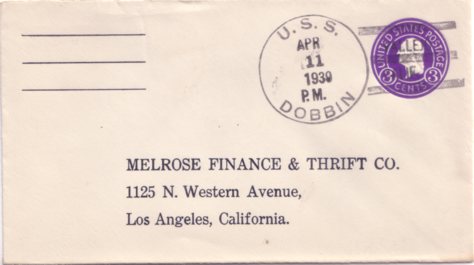 U. S. S.
APR
11
1939
P.M.
DOBBIN
UNITED STATES POSTAGE
3 3
CENTS
MELROSE FINANCE & THRIFT CO.
1125 N. Western Avenue,
Los Angeles, California.